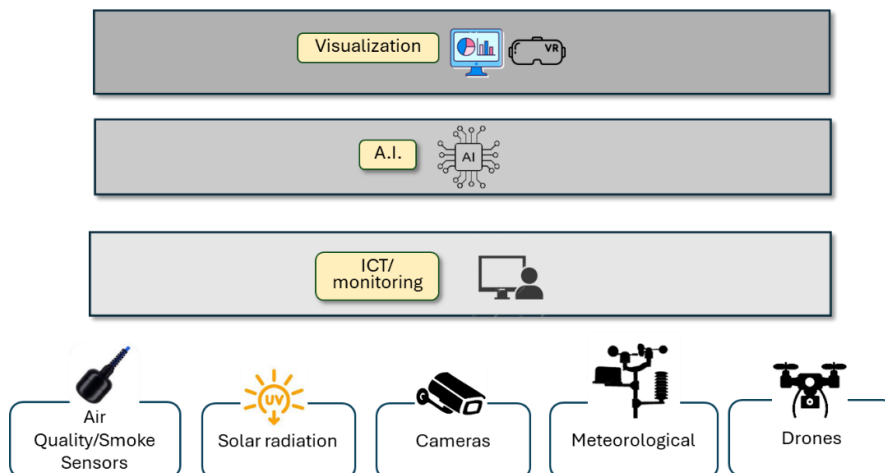 Visualization
VR
A.I.
AI
ICT/
monitoring
UV
Air
Quality/Smoke
Sensors
Solar radiation
Cameras
Meteorological
Drones